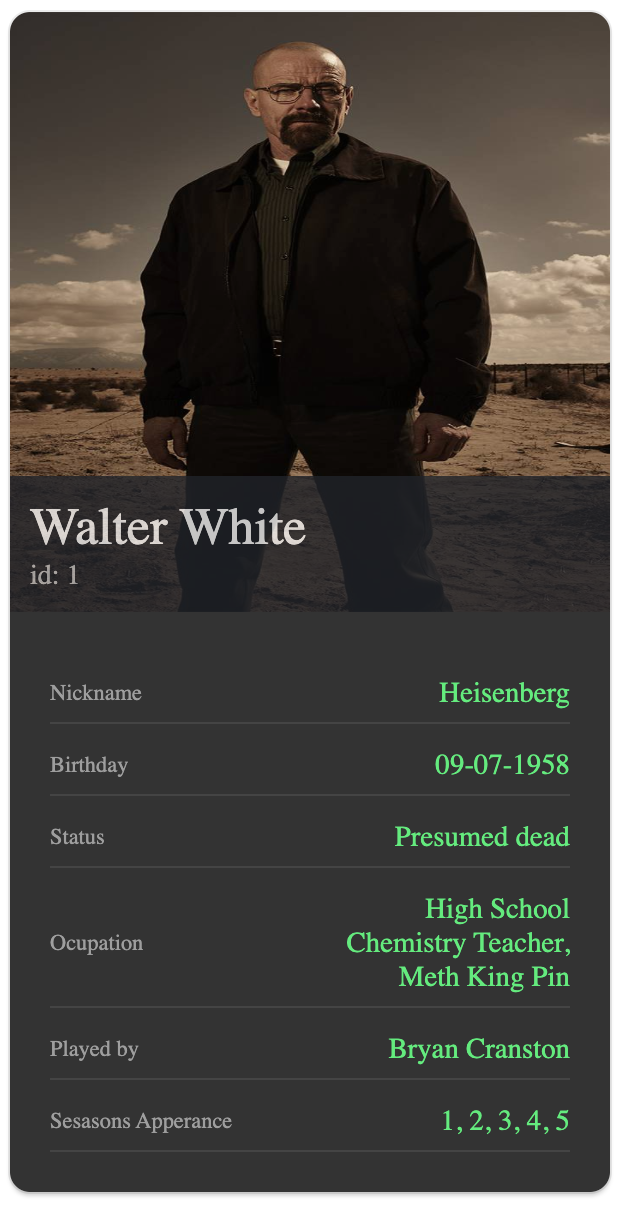 Walter White
id: 1
Nickname
Heisenberg
Birthday
09-07-1958
Status
Presumed dead
Ocupation
High School
Chemistry Teacher,
Meth King Pin
Played by
Bryan Cranston
Sesasons Apperance
1, 2, 3, 4, 5